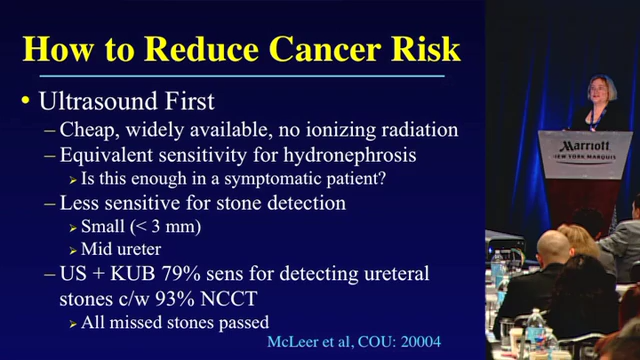 How to Reduce Cancer Risk
• Ultrasound First
– Cheap, widely available, no ionizing radiation
– Equivalent sensitivity for hydronephrosis
➤ Is this enough in a symptomatic patient?
– Less sensitive for stone detection
➤ Small (< 3 mm)
➤ Mid ureter
– US + KUB 79% sens for detecting ureteral
stones c/w 93% NCCT
➤ All missed stones passed
McLeer et al, COU: 20004
Marriott
NEW YORK MARQUIS